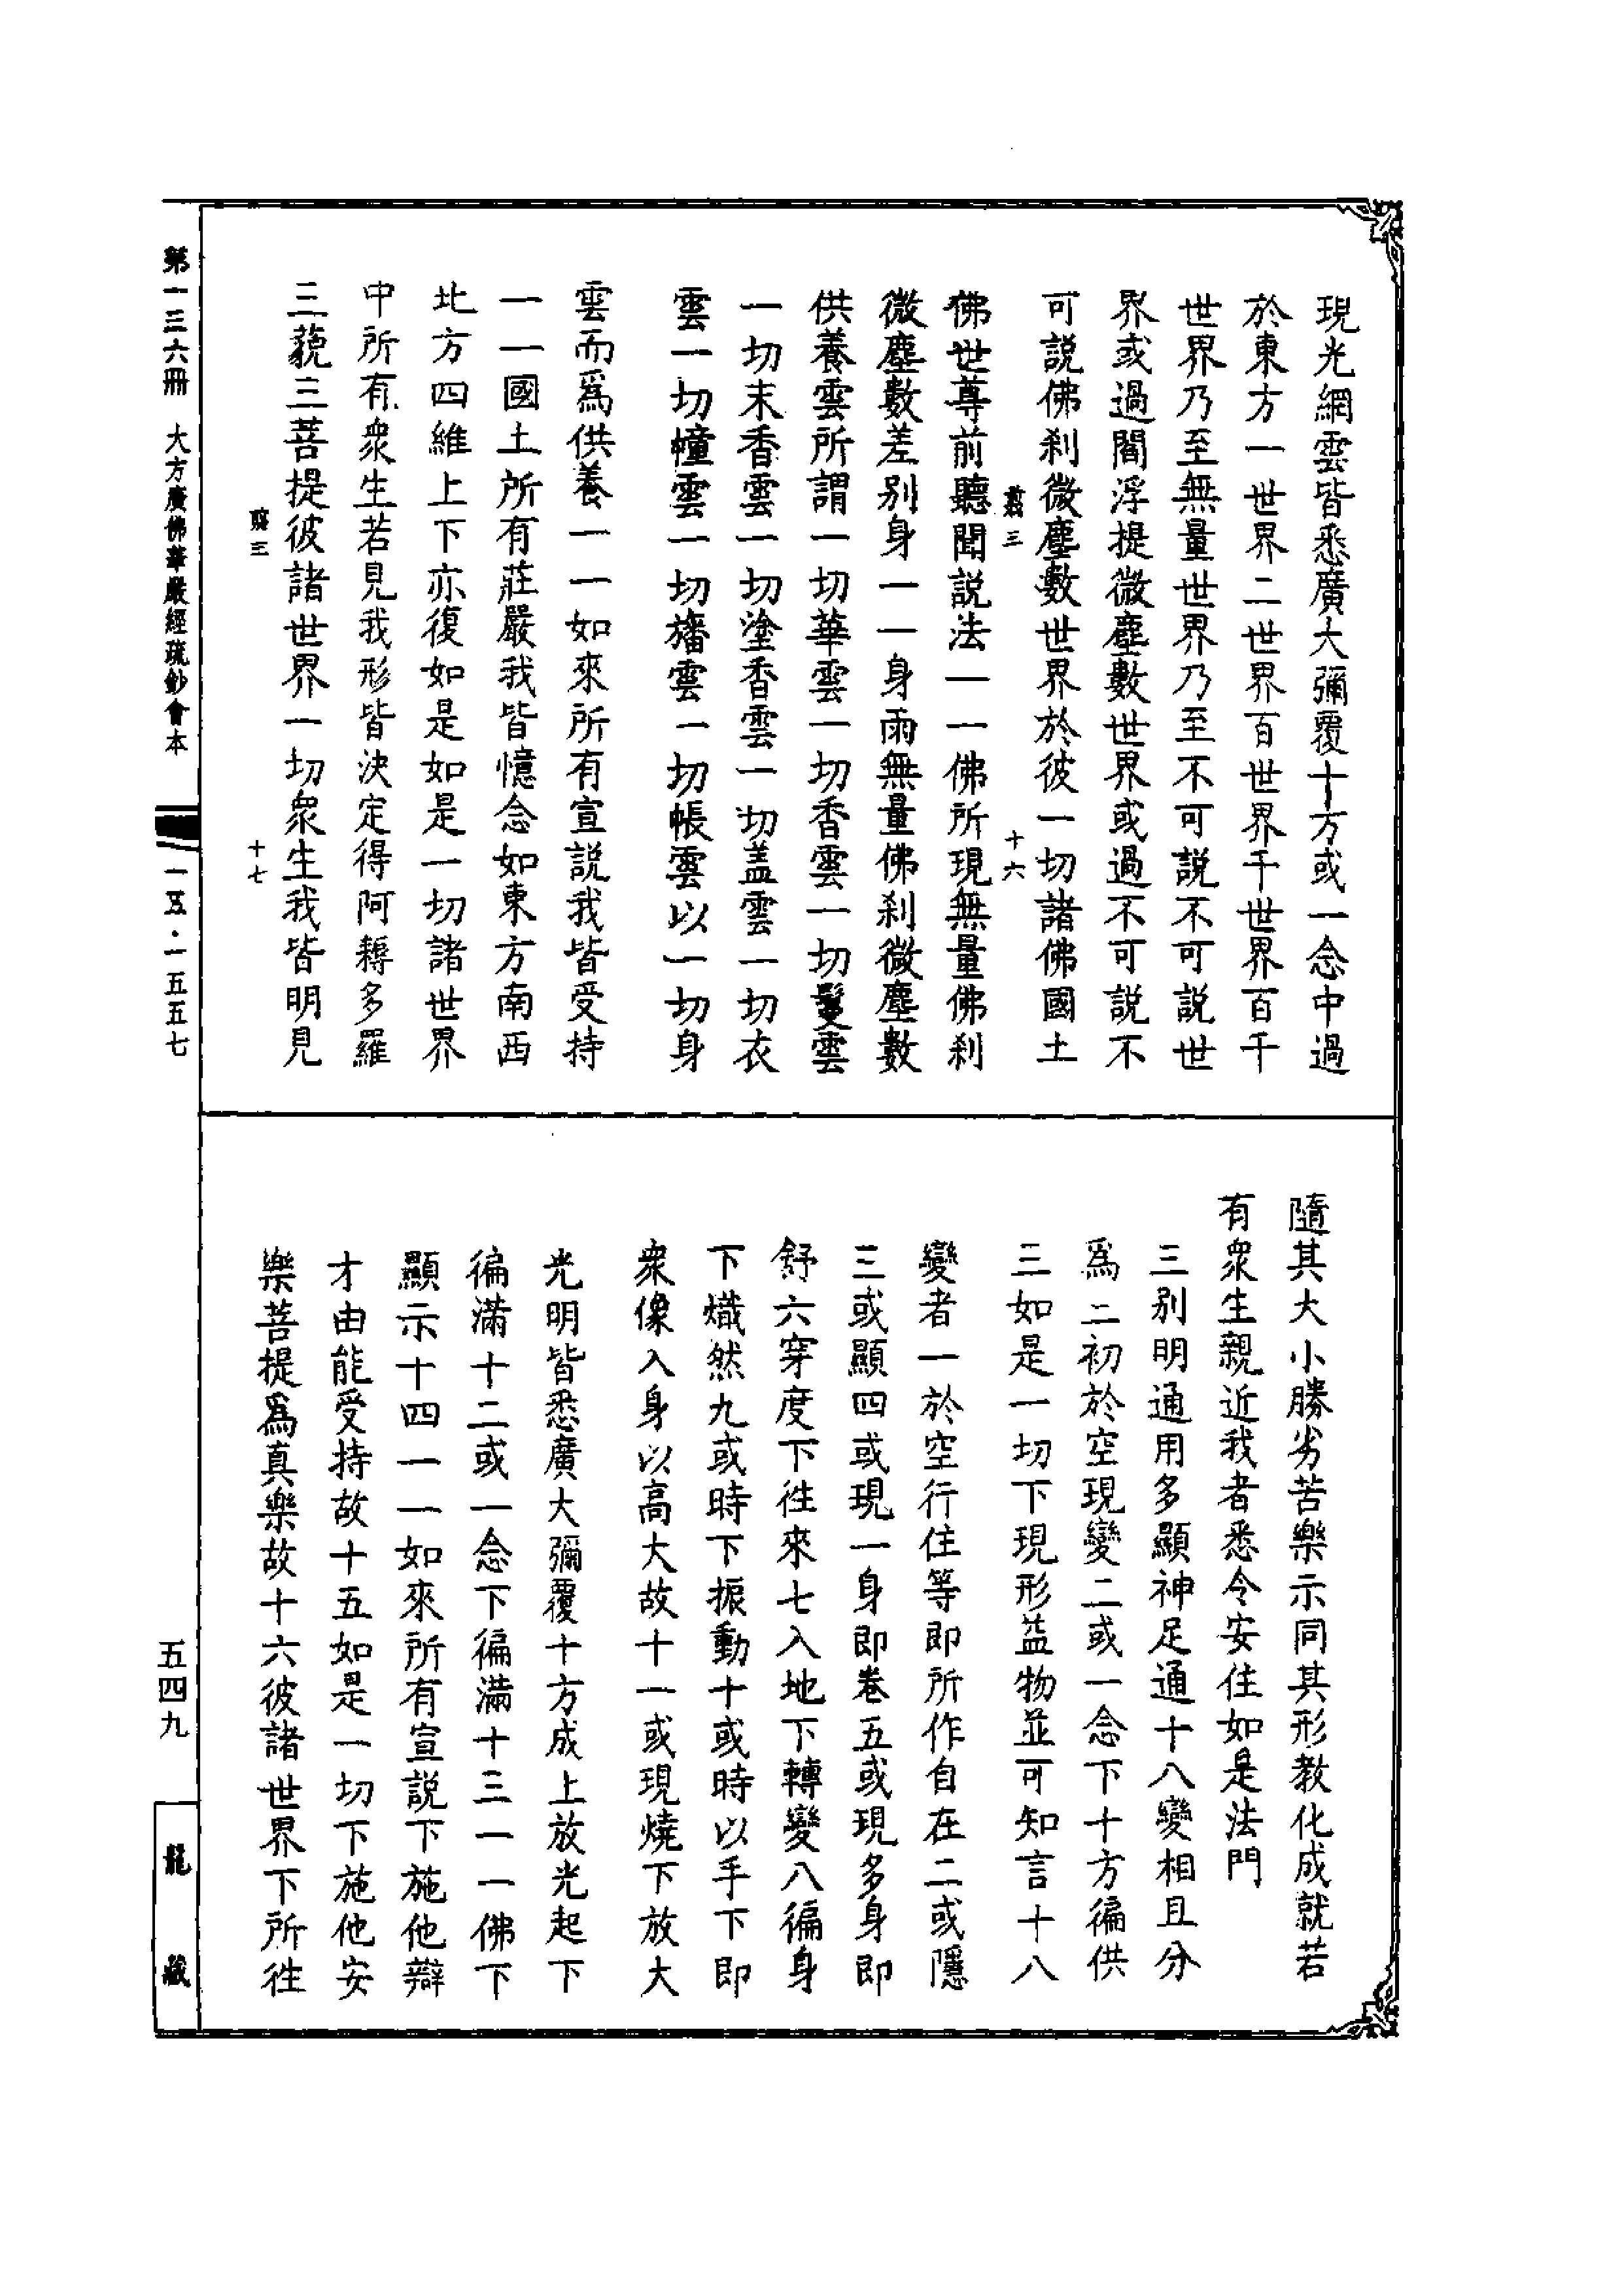 現光網雲皆悉廣大彌覆十方或一念中過
於東方一世界二世界百世界千世界百千
世界乃至無量世界乃至不可說不可說世
界或過閻浮提微塵數世界或過不可說不
可說佛剎微塵數世界於彼一切諸佛國土
翦三 十六
佛世尊前聽聞說法一一佛所現無量佛剎
微塵數差別身一一身雨無量佛剎微塵數
供養雲所謂一切華雲一切香雲一切鬘雲
一切末香雲一切塗香雲一切盖雲一切衣
雲一切幢雲一切旛雲一切帳雲以一切身
雲而爲供養一一如來所有宣說我皆受持
一一國土所有莊嚴我皆憶念如東方南西
北方四維上下亦復如是如是一切諸世界
中所有衆生若見我形皆決定得阿耨多羅
三藐三菩提彼諸世界一切衆生我皆明見
翦三 十七
隨其大小勝劣苦樂示同其形教化成就若
有衆生親近我者悉令安住如是法門
三別明通用多顯神足通十八變相且分
爲二初於空現變二或一念下十方徧供
三如是一切下現形益物並可知言十八
變者一於空行住等即所作自在二或隱
三或顯四或現一身即卷五或現多身即
舒六穿度下徃來七入地下轉變八徧身
下熾然九或時下振動十或時以手下即
衆像入身以高大故十一或現燒下放大
光明皆悉廣大彌覆十方成上放光起下
徧滿十二或一念下徧滿十三一一佛下
顯示十四一一如來所有宣說下施他辯
才由能受持故十五如是一切下施他安
樂菩提爲真樂故十六彼諸世界下所徃
第一三六冊 大方廣佛華嚴經疏鈔會本 一五·一五五七
五四九
龍藏